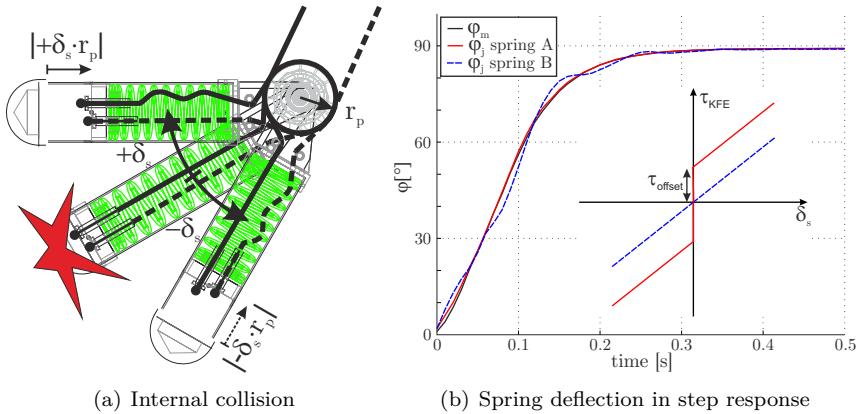 |+δs·rp|
rp
+δs
-δs
|-δs·rp|
(a) Internal collision
φm
φj spring A
φj spring B
90
60
30
0
φ[°]
τKFE
τoffset
δs
0 0.1 0.2 0.3 0.4 0.5
time [s]
(b) Spring deflection in step response